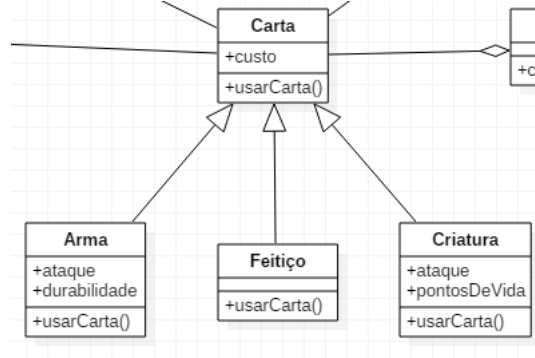 Carta
+custo
+usarCarta()
+c
Arma
+ataque
+durabilidade
+usarCarta()
Feitiço
+usarCarta()
Criatura
+ataque
+pontosDeVida
+usarCarta()